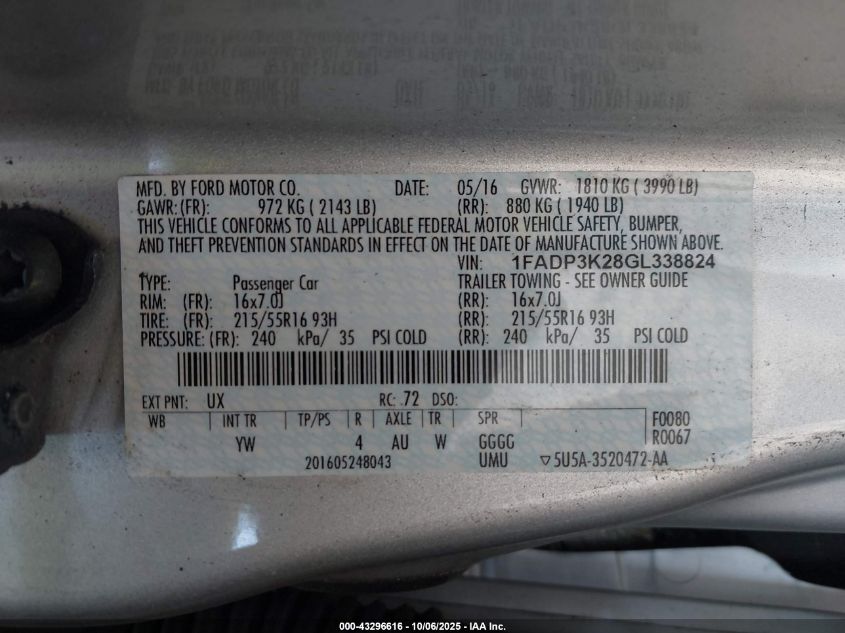 MFD. BY FORD MOTOR CO. DATE: 05/16 GVWR: 1810 KG ( 3990 LB)
GAWR:(FR): 972 KG ( 2143 LB) (RR): 880 KG ( 1940 LB)
THIS VEHICLE CONFORMS TO ALL APPLICABLE FEDERAL MOTOR VEHICLE SAFETY, BUMPER,
AND THEFT PREVENTION STANDARDS IN EFFECT ON THE DATE OF MANUFACTURE SHOWN ABOVE.
VIN: 1FADP3K28GL338824
TYPE: Passenger Car TRAILER TOWING - SEE OWNER GUIDE
RIM: (FR): 16x7.0J (RR): 16x7.0J
TIRE: (FR): 215/55R16 93H (RR): 215/55R16 93H
PRESSURE: (FR): 240 kPa/ 35 PSI COLD (RR): 240 kPa/ 35 PSI COLD
EXT PNT: UX RC: 72 DSO:
WB INT TR TP/PS R AXLE TR SPR F0080
YW 4 AU W GGGG R0067
201605248043 UMU ▽5U5A-3520472-AA
000-43296616 - 10/06/2025 - IAA Inc.